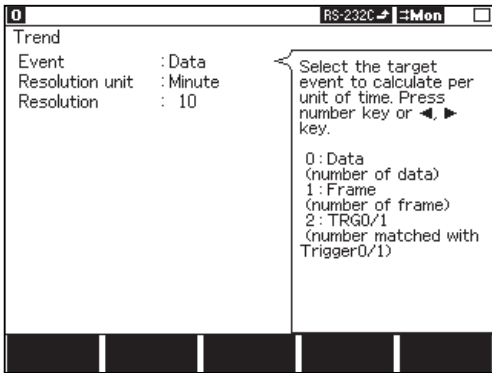 0 RS-232C Mon
Trend
Event : Data
Resolution unit : Minute
Resolution : 10
Select the target
event to calculate per
unit of time. Press
number key or ◄, ►
key.
0 : Data
(number of data)
1 : Frame
(number of frame)
2 : TRG0/1
(number matched with
Trigger0/1)